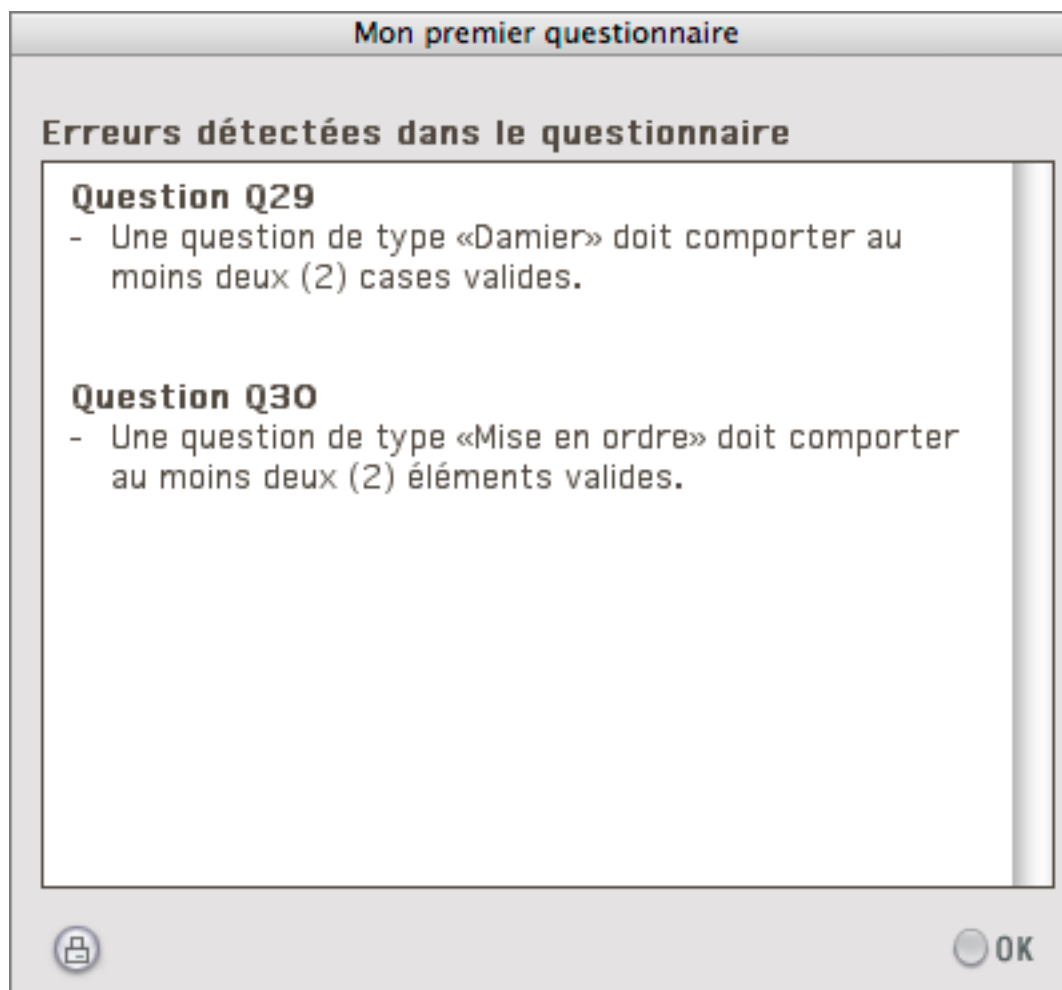 Mon premier questionnaire
Erreurs détectées dans le questionnaire
Question Q29
- Une question de type «Damier» doit comporter au
moins deux (2) cases valides.
Question Q30
- Une question de type «Mise en ordre» doit comporter
au moins deux (2) éléments valides.
OK